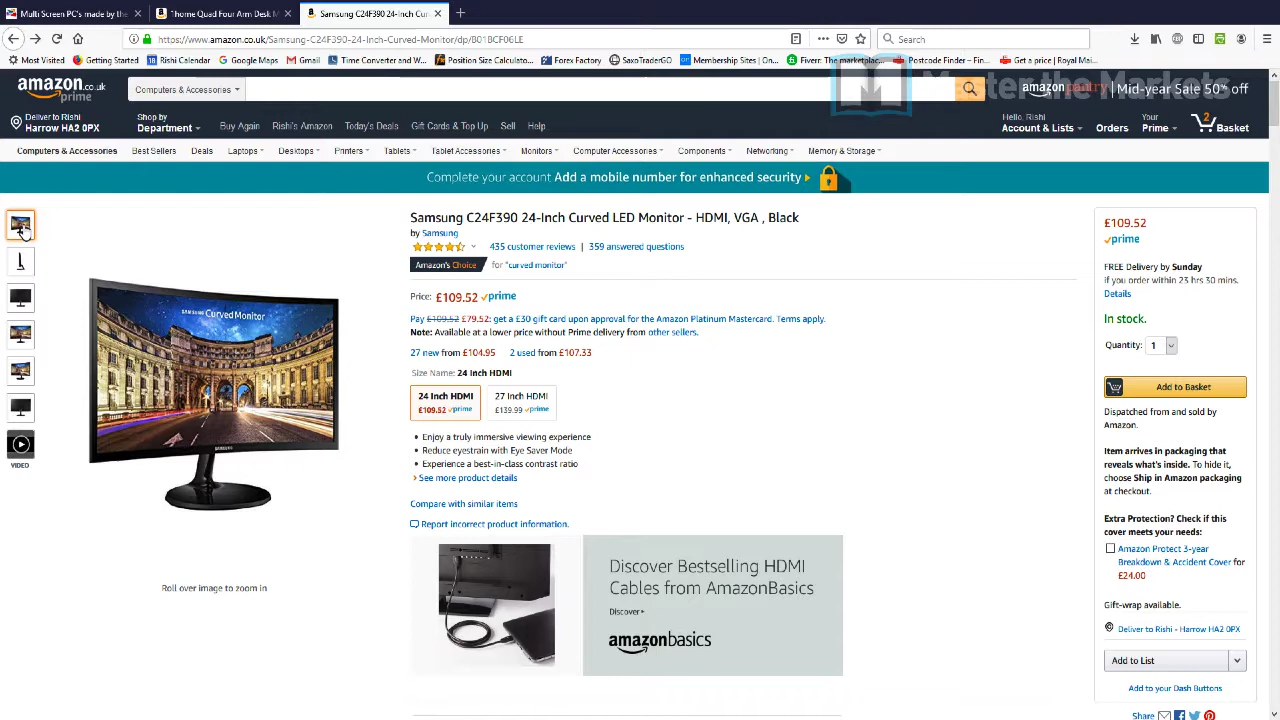 Multi Screen PC's made by the
1home Quad Four Arm Desk M
Samsung C24F390 24-Inch Cur
https://www.amazon.co.uk/Samsung-C24F390-24-Inch-Curved-Monitor/dp/B01BCF06LE
Search
Most Visited Getting Started Rishi Calendar Google Maps Gmail Time Converter and W... Position Size Calculato... Forex Factory SaxoTraderGO Membership Sites | On... Fiverr: The marketplac... Postcode Finder – Fin... Get a price | Royal Mai...
Master the Markets
amazon.co.uk
prime
Computers & Accessories
amazon pantry | Mid-year Sale 50% off
Deliver to Rishi
Harrow HA2 0PX
Shop by
Department
Buy Again Rishi's Amazon Today's Deals Gift Cards & Top Up Sell Help
Hello, Rishi
Account & Lists
Orders
Your
Prime
2
Basket
Computers & Accessories Best Sellers Deals Laptops Desktops Printers Tablets Tablet Accessories Monitors Computer Accessories Components Networking Memory & Storage
Complete your account Add a mobile number for enhanced security
Samsung C24F390 24-Inch Curved LED Monitor - HDMI, VGA , Black
by Samsung
435 customer reviews | 359 answered questions
Amazon's Choice for "curved monitor"
Price: £109.52 prime
Pay £109.52 £79.52: get a £30 gift card upon approval for the Amazon Platinum Mastercard. Terms apply.
Note: Available at a lower price without Prime delivery from other sellers.
27 new from £104.95 2 used from £107.33
Size Name: 24 Inch HDMI
24 Inch HDMI
£109.52 prime
27 Inch HDMI
£139.99 prime
• Enjoy a truly immersive viewing experience
• Reduce eyestrain with Eye Saver Mode
• Experience a best-in-class contrast ratio
See more product details
Compare with similar items
Report incorrect product information.
SAMSUNG Curved Monitor
SAMSUNG
VIDEO
Roll over image to zoom in
Discover Bestselling HDMI
Cables from AmazonBasics
Discover
amazonbasics
£109.52
prime
FREE Delivery by Sunday
if you order within 23 hrs 30 mins.
Details
In stock.
Quantity: 1
Add to Basket
Dispatched from and sold by
Amazon.
Item arrives in packaging that
reveals what's inside. To hide it,
choose Ship in Amazon packaging
at checkout.
Extra Protection? Check if this
cover meets your needs:
Amazon Protect 3-year
Breakdown & Accident Cover for
£24.00
Gift-wrap available.
Deliver to Rishi - Harrow HA2 0PX
Add to List
Add to your Dash Buttons
Share